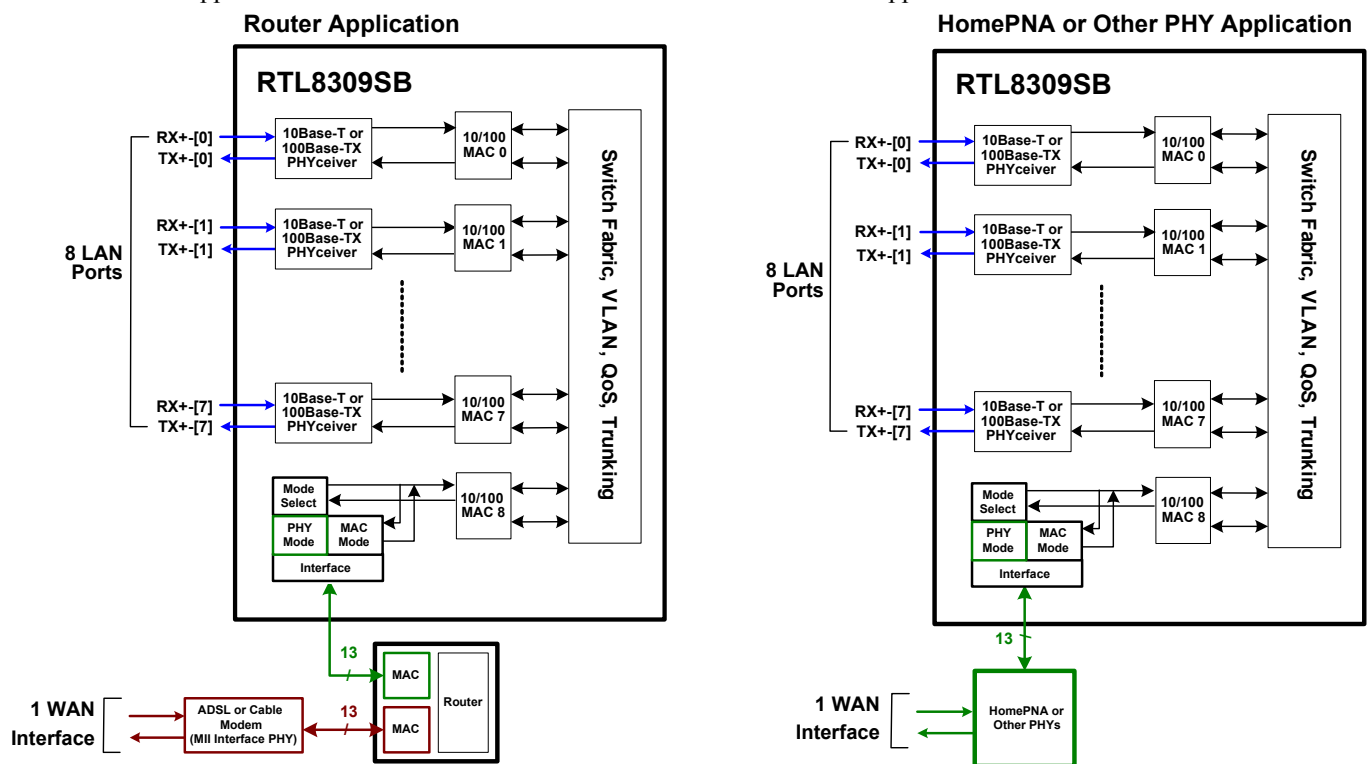 Router Application
RTL8309SB
8 LAN
Ports
RX+-[0]
TX+-[0]
10Base-T or
100Base-TX
PHYceiver
10/100
MAC 0
RX+-[1]
TX+-[1]
10Base-T or
100Base-TX
PHYceiver
10/100
MAC 1
RX+-[7]
TX+-[7]
10Base-T or
100Base-TX
PHYceiver
10/100
MAC 7
Mode
Select
PHY
Mode
MAC
Mode
Interface
10/100
MAC 8
Switch Fabric, VLAN, QoS, Trunking
13
MAC
Router
1 WAN
Interface
ADSL or Cable
Modem
(MII Interface PHY)
13
MAC
HomePNA or Other PHY Application
RTL8309SB
8 LAN
Ports
RX+-[0]
TX+-[0]
10Base-T or
100Base-TX
PHYceiver
10/100
MAC 0
RX+-[1]
TX+-[1]
10Base-T or
100Base-TX
PHYceiver
10/100
MAC 1
RX+-[7]
TX+-[7]
10Base-T or
100Base-TX
PHYceiver
10/100
MAC 7
Mode
Select
PHY
Mode
MAC
Mode
Interface
10/100
MAC 8
Switch Fabric, VLAN, QoS, Trunking
13
1 WAN
Interface
HomePNA or
Other PHYs